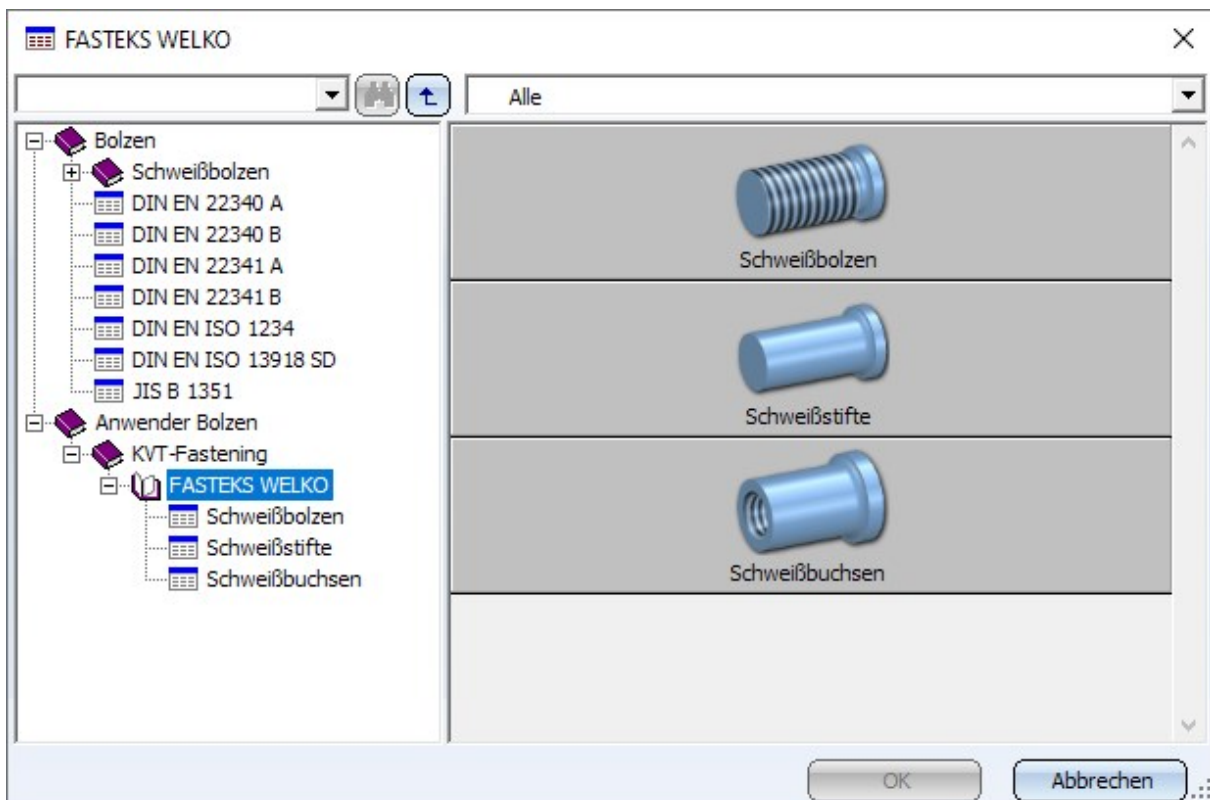 FASTEKS WELKO
Alle
Bolzen
Schweißbolzen
DIN EN 22340 A
DIN EN 22340 B
DIN EN 22341 A
DIN EN 22341 B
DIN EN ISO 1234
DIN EN ISO 13918 SD
JIS B 1351
Anwender Bolzen
KVT-Fastening
FASTEKS WELKO
Schweißbolzen
Schweißstifte
Schweißbuchsen
Schweißbolzen
Schweißstifte
Schweißbuchsen
OK
Abbrechen